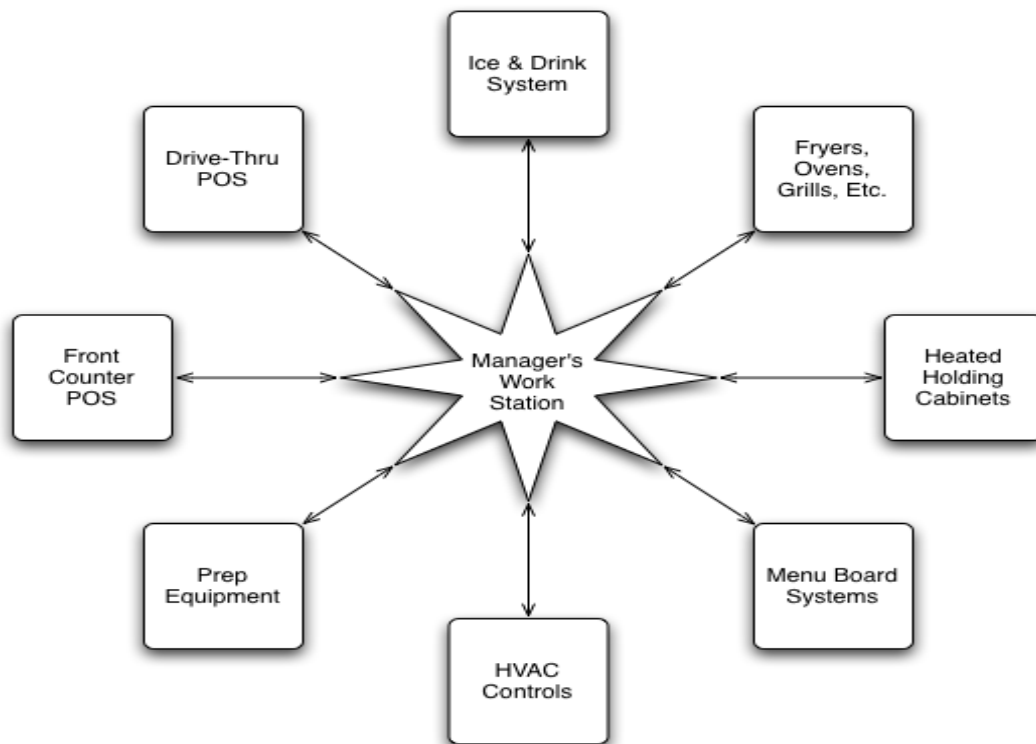 Ice & Drink
System
Drive-Thru
POS
Fryers,
Ovens,
Grills, Etc.
Front
Counter
POS
Manager's
Work
Station
Heated
Holding
Cabinets
Prep
Equipment
Menu Board
Systems
HVAC
Controls